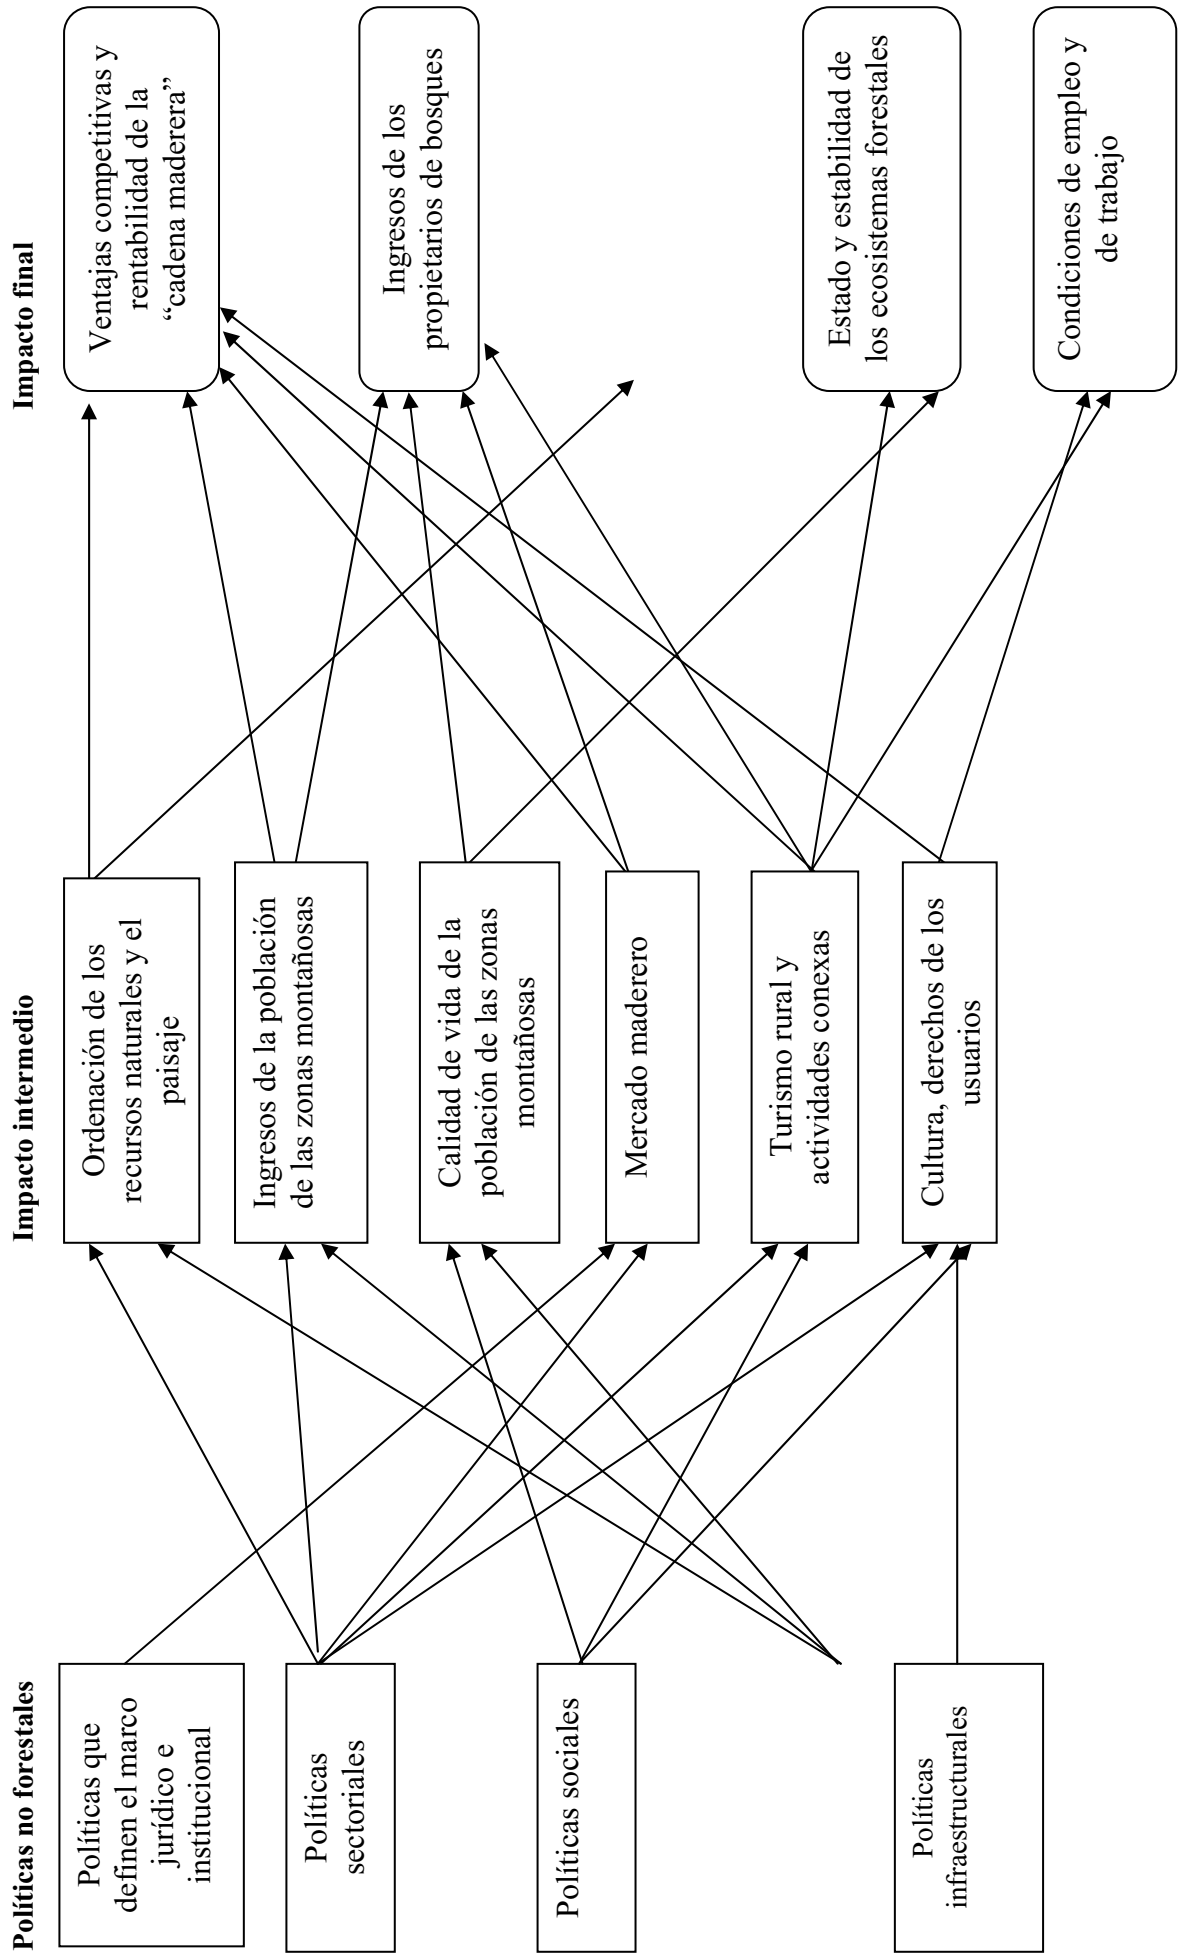 Políticas no forestales
Impacto intermedio
Impacto final
Políticas que
definen el marco
jurídico e
institucional
Políticas
sectoriales
Políticas sociales
Políticas
infraestructurales
Ordenación de los
recursos naturales y el
paisaje
Ingresos de la población
de las zonas montañosas
Calidad de vida de la
población de las zonas
montañosas
Mercado maderero
Turismo rural y
actividades conexas
Cultura, derechos de los
usuarios
Ventajas competitivas y
rentabilidad de la
“cadena maderera”
Ingresos de los
propietarios de bosques
Estado y estabilidad de
los ecosistemas forestales
Condiciones de empleo y
de trabajo